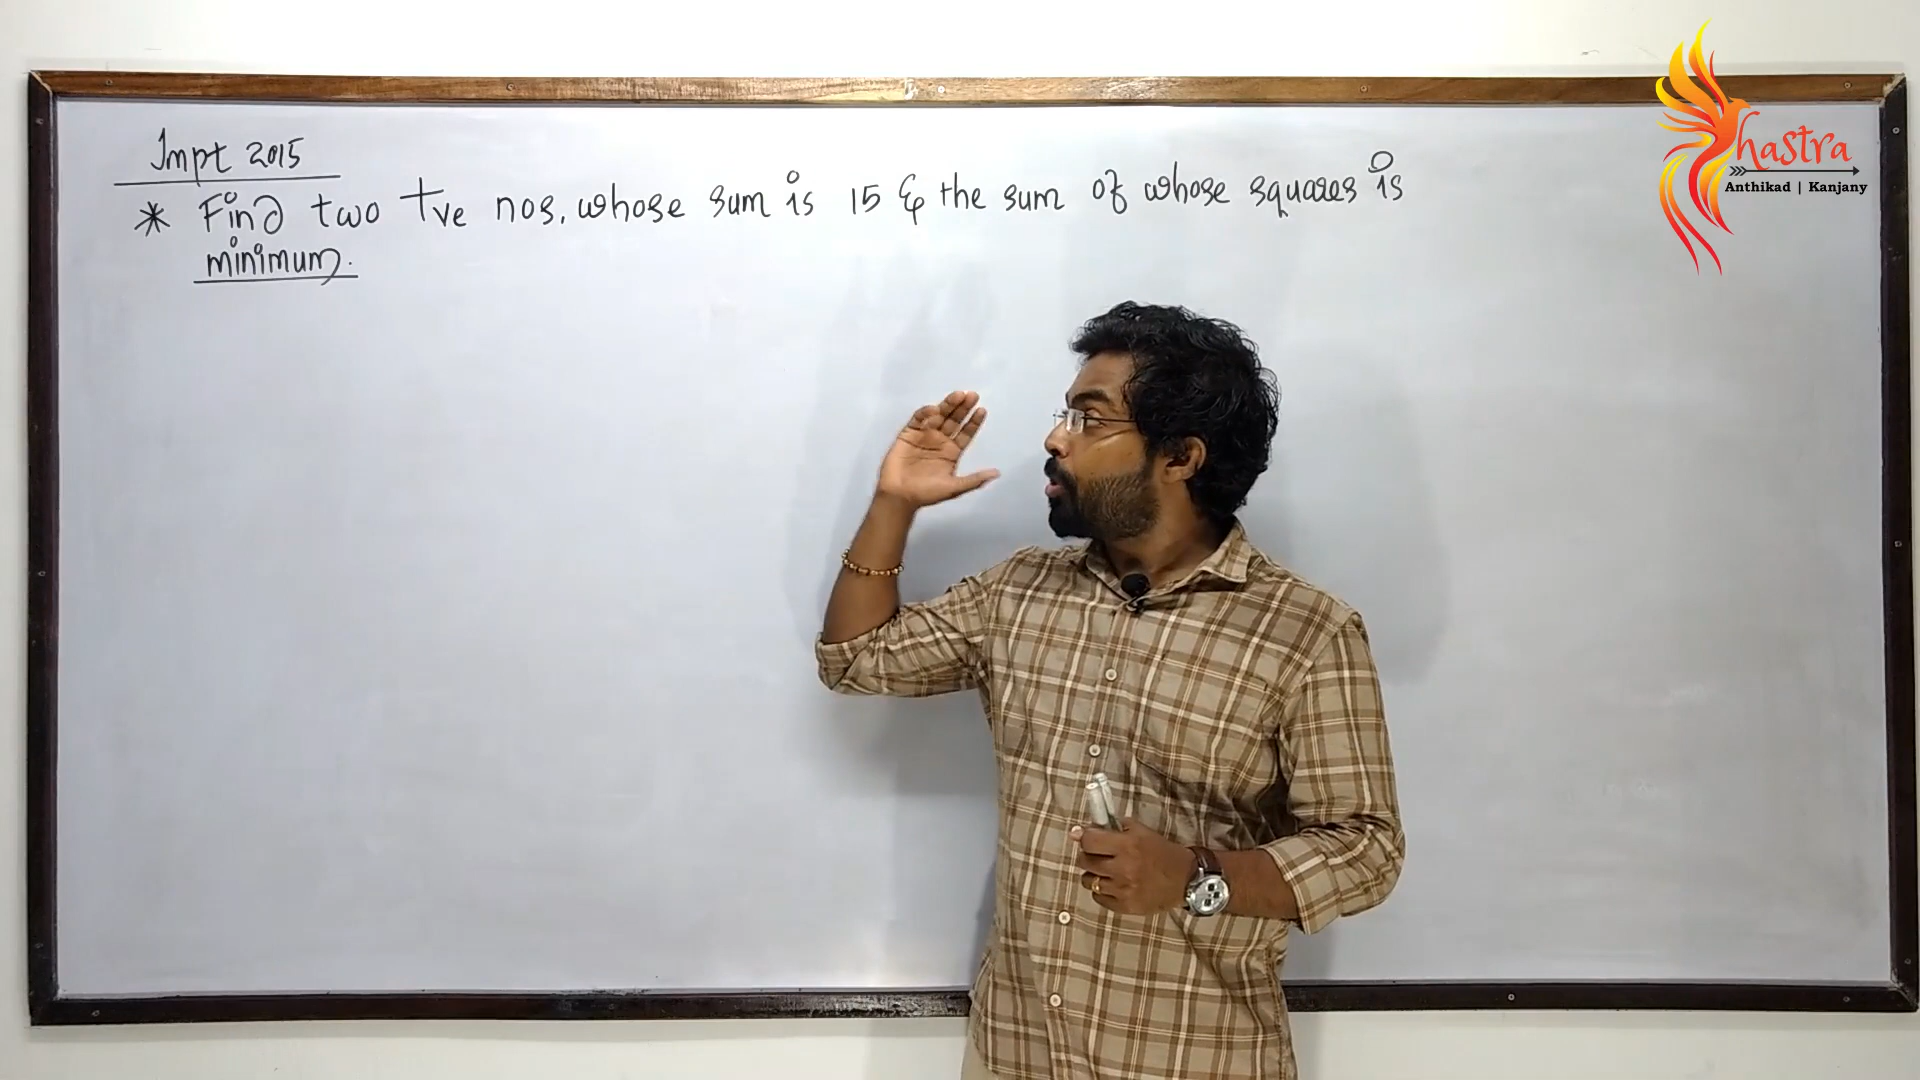 Impt 2015
* Find two +ve nos. whose sum is 15 & the sum of whose squares is
minimum.
hastra
Anthikad | Kanjany